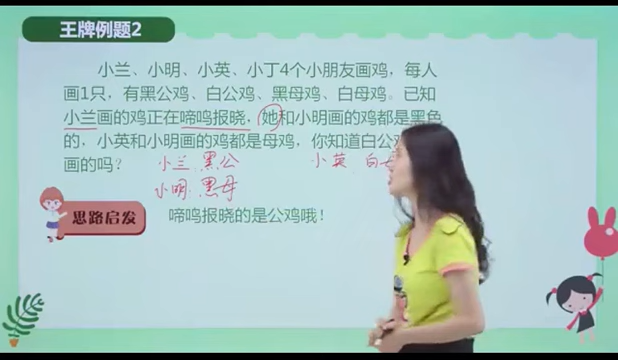 王牌例题2
小兰、小明、小英、小丁4个小朋友画鸡，每人
画1只，有黑公鸡、白公鸡、黑母鸡、白母鸡。已知
小兰画的鸡正在啼鸣报晓，她和小明画的鸡都是黑色
的，小英和小明画的鸡都是母鸡，你知道白公
画的吗？ 小兰 黑公 小英 白
小明 黑母
思路启发 啼鸣报晓的是公鸡哦！